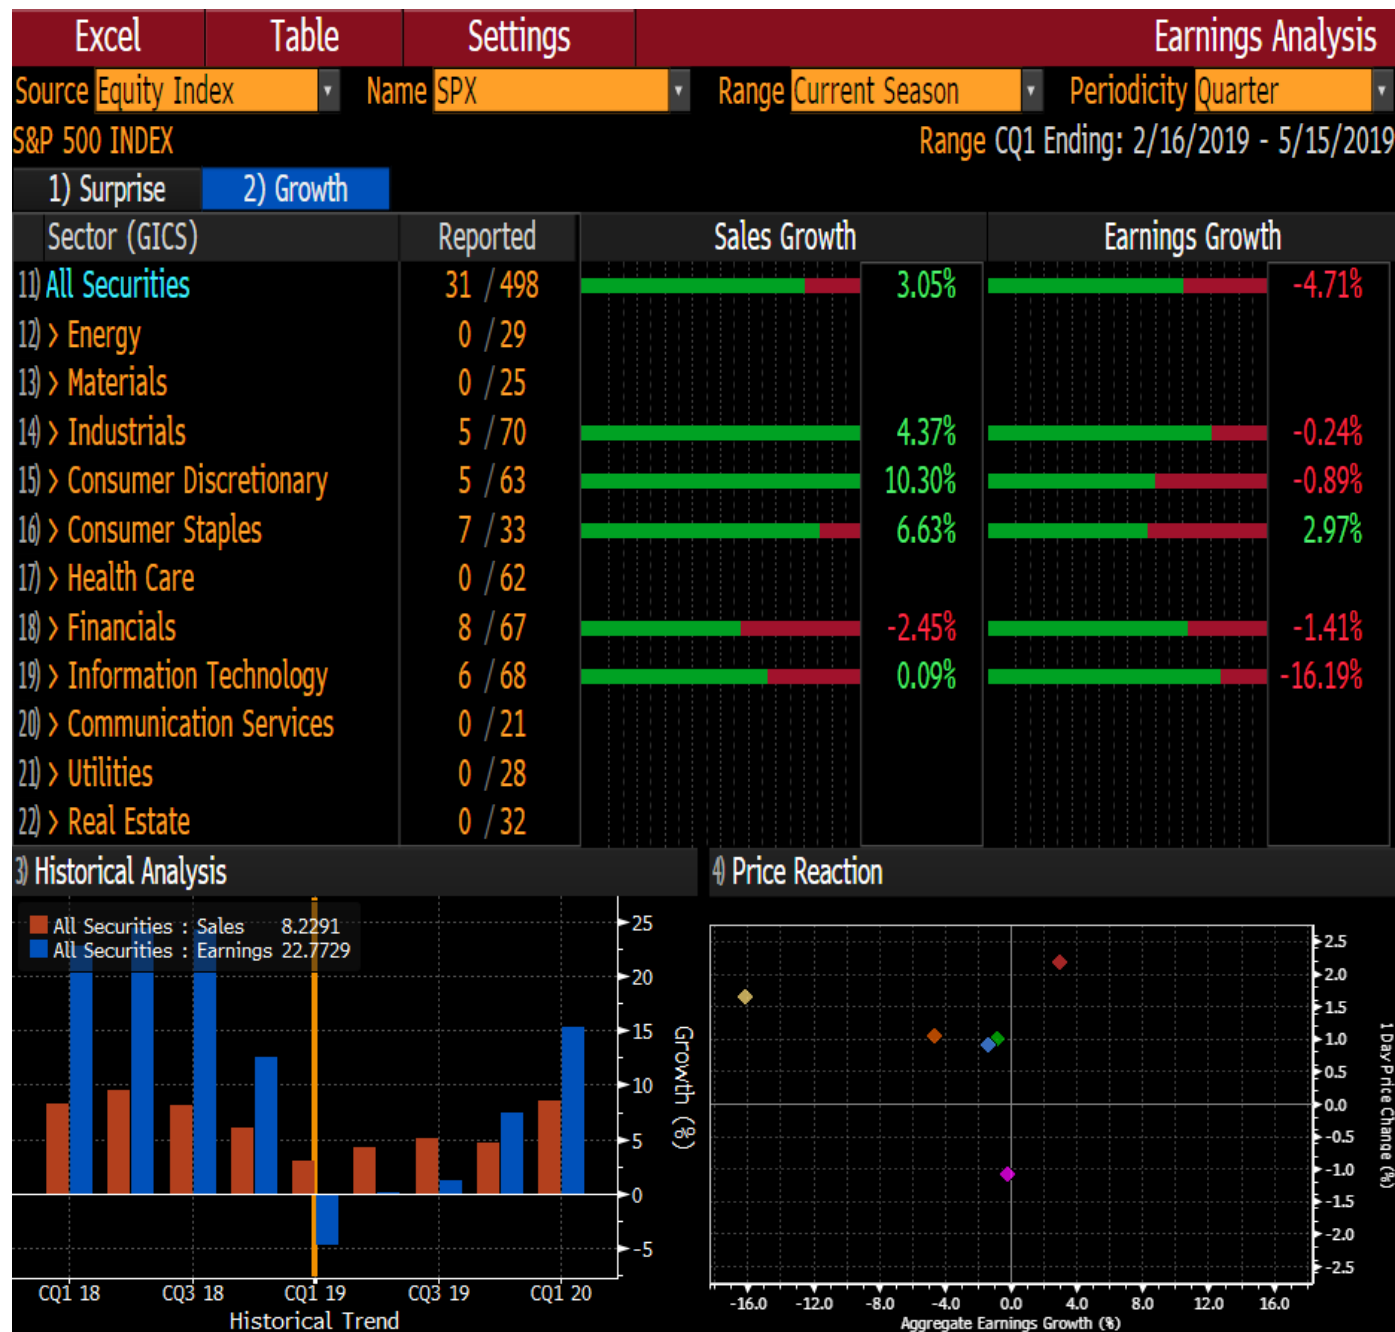 Excel Table Settings Earnings Analysis
Source Equity Index Name SPX Range Current Season Periodicity Quarter
S&P 500 INDEX Range CQ1 Ending: 2/16/2019 - 5/15/2019
1) Surprise 2) Growth
Sector (GICS) Reported Sales Growth Earnings Growth
11) All Securities 31 / 498 3.05% -4.71%
12) > Energy 0 / 29
13) > Materials 0 / 25
14) > Industrials 5 / 70 4.37% -0.24%
15) > Consumer Discretionary 5 / 63 10.30% -0.89%
16) > Consumer Staples 7 / 33 6.63% 2.97%
17) > Health Care 0 / 62
18) > Financials 8 / 67 -2.45% -1.41%
19) > Information Technology 6 / 68 0.09% -16.19%
20) > Communication Services 0 / 21
21) > Utilities 0 / 28
22) > Real Estate 0 / 32
3) Historical Analysis
All Securities : Sales 8.2291
All Securities : Earnings 22.7729
25
20
15
10
5
0
-5
Growth (%)
CQ1 18 CQ3 18 CQ1 19 CQ3 19 CQ1 20
Historical Trend
4) Price Reaction
2.5
2.0
1.5
1.0
0.5
0.0
-0.5
-1.0
-1.5
-2.0
-2.5
1 Day Price Change (%)
-16.0 -12.0 -8.0 -4.0 0.0 4.0 8.0 12.0 16.0
Aggregate Earnings Growth (%)